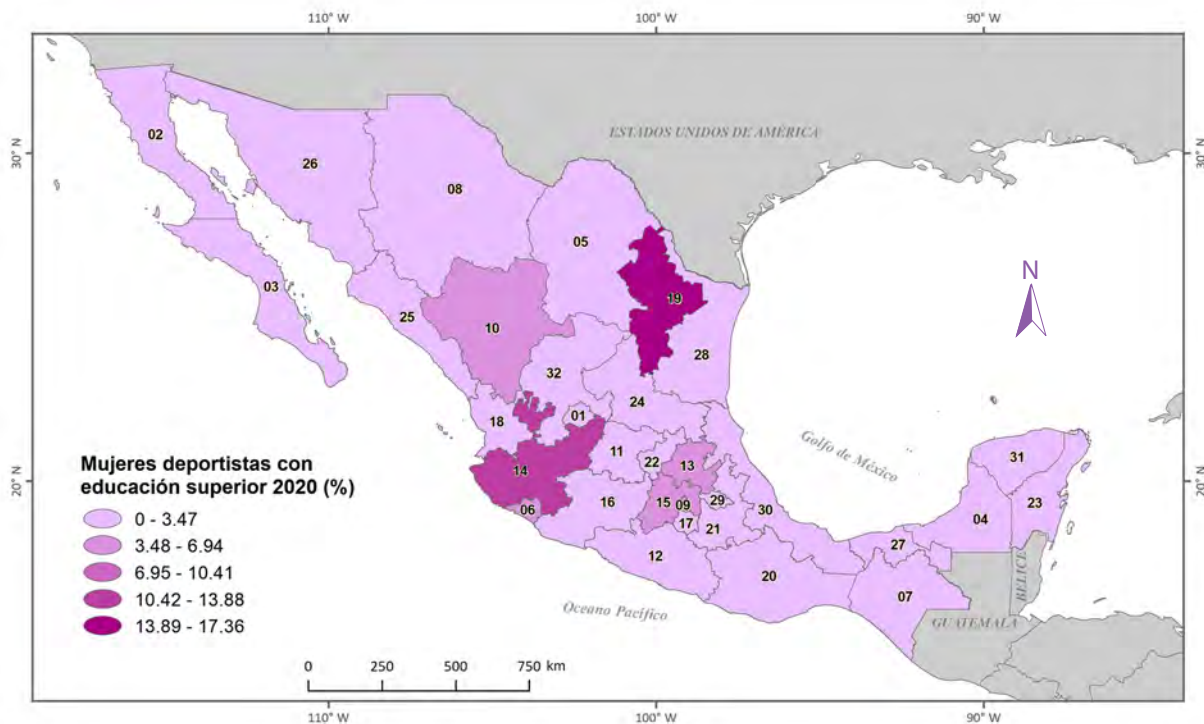 110° W
100° W
90° W
30° N
30° N
20° N
20° N
ESTADOS UNIDOS DE AMÉRICA
02
26
08
05
03
25
10
19
28
32
24
18
01
14
11
22
13
06
16
15
09
29
17
21
30
12
20
27
07
04
31
23
N
Golfo de México
Oceano Pacífico
BELICE
GUATEMALA
Mujeres deportistas con
educación superior 2020 (%)
0 - 3.47
3.48 - 6.94
6.95 - 10.41
10.42 - 13.88
13.89 - 17.36
0 250 500 750 km
110° W
100° W
90° W